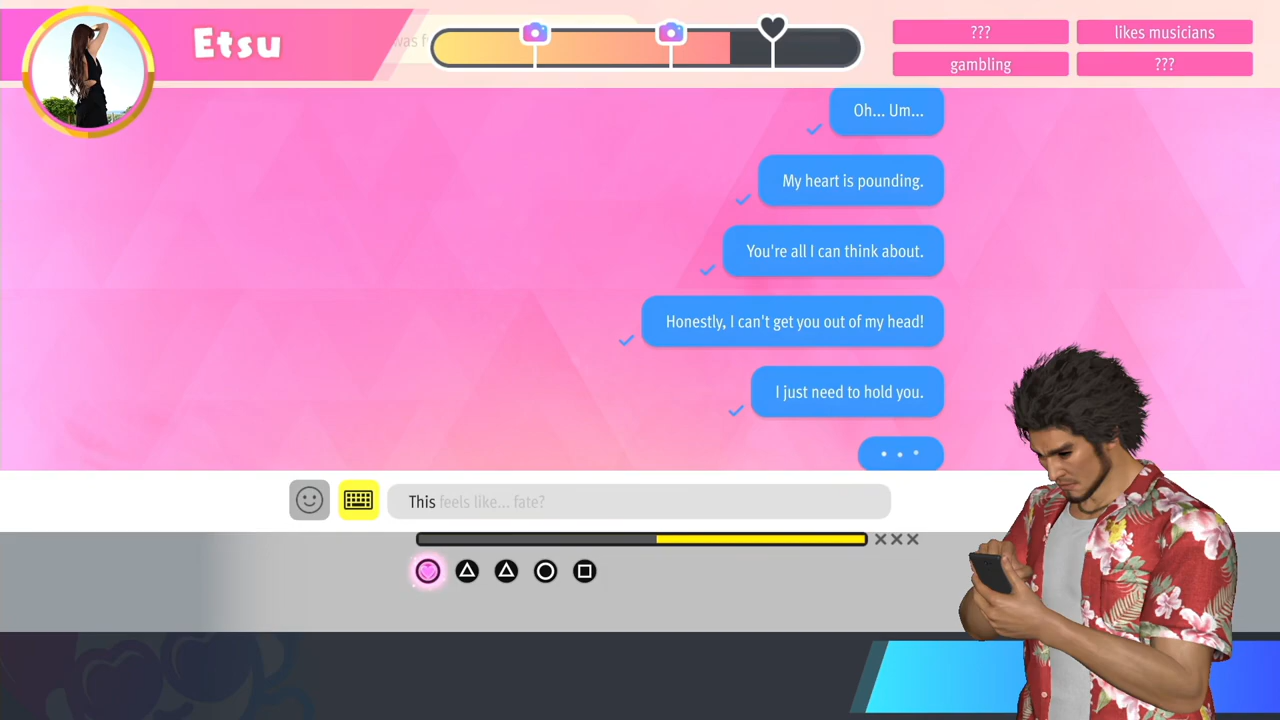 Etsu
was f
???
likes musicians
gambling
???
Oh... Um...
My heart is pounding.
You're all I can think about.
Honestly, I can't get you out of my head!
I just need to hold you.
This feels like... fate?